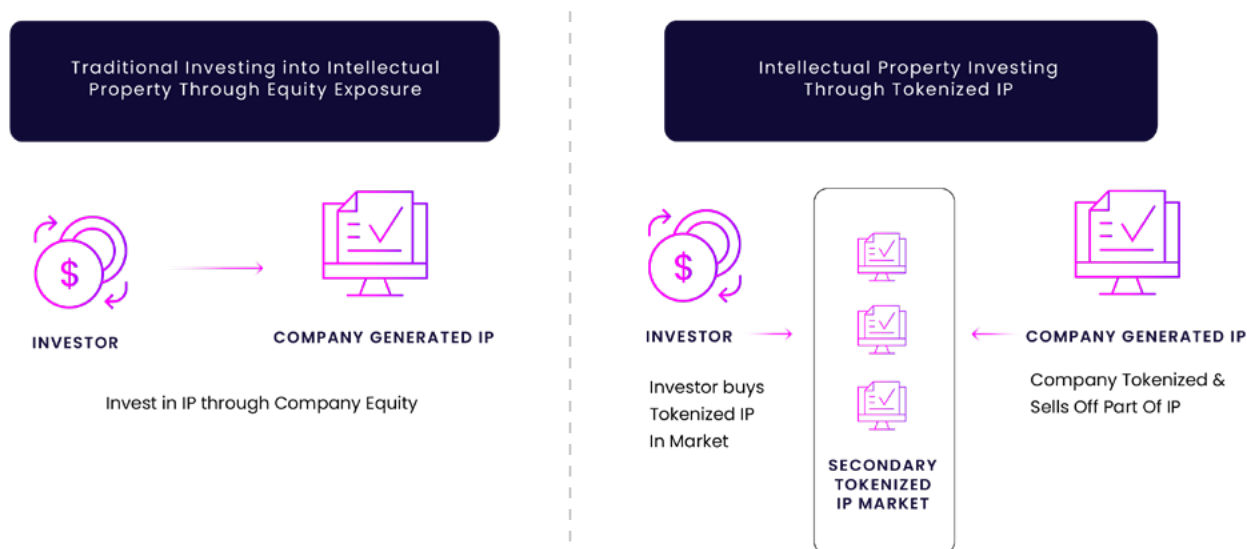 Traditional Investing into Intellectual
Property Through Equity Exposure
$
INVESTOR
COMPANY GENERATED IP
Invest in IP through Company Equity
Intellectual Property Investing
Through Tokenized IP
$
INVESTOR
Investor buys
Tokenized IP
In Market
SECONDARY
TOKENIZED
IP MARKET
COMPANY GENERATED IP
Company Tokenized &
Sells Off Part Of IP